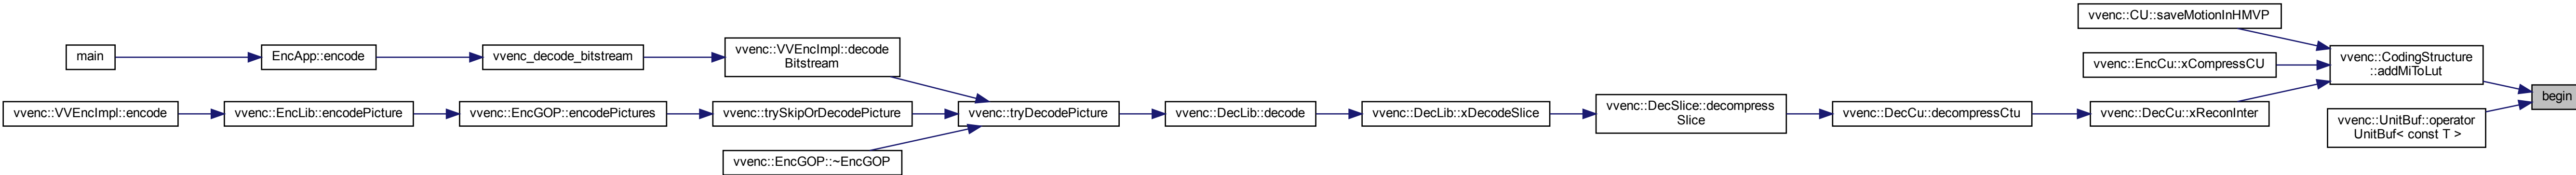 main
EncApp::encode
vvenc_decode_bitstream
vvenc::VVEncImpl::decode
Bitstream
vvenc::VVEncImpl::encode
vvenc::EncLib::encodePicture
vvenc::EncGOP::encodePictures
vvenc::trySkipOrDecodePicture
vvenc::EncGOP::~EncGOP
vvenc::tryDecodePicture
vvenc::DecLib::decode
vvenc::DecLib::xDecodeSlice
vvenc::DecSlice::decompress
Slice
vvenc::DecCu::decompressCtu
vvenc::CU::saveMotionInHMVP
vvenc::EncCu::xCompressCU
vvenc::DecCu::xReconInter
vvenc::CodingStructure
::addMiToLut
vvenc::UnitBuf::operator
UnitBuf< const T >
begin